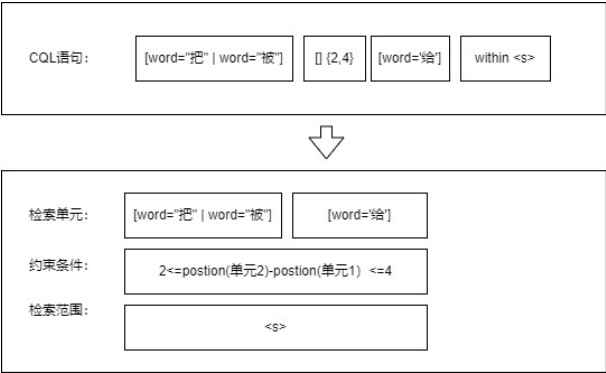 CQL语句： [word="把" | word="被"] [] {2,4} [word='给'] within <s>
检索单元： [word="把" | word="被"] [word='给']
约束条件： 2<=postion(单元2)-postion(单元1）<=4
检索范围： <s>